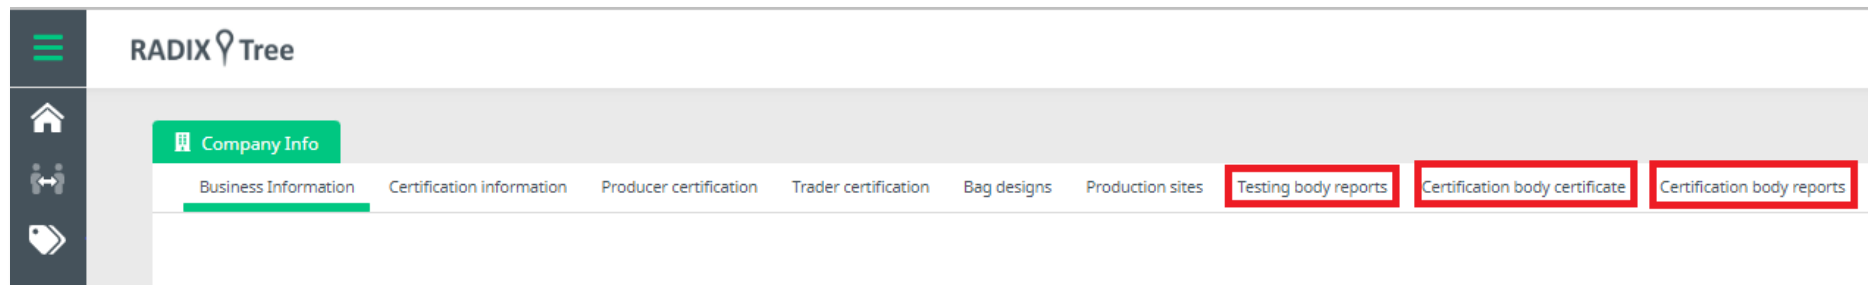 RADIX Tree
Company Info
Business Information Certification information Producer certification Trader certification Bag designs Production sites Testing body reports Certification body certificate Certification body reports